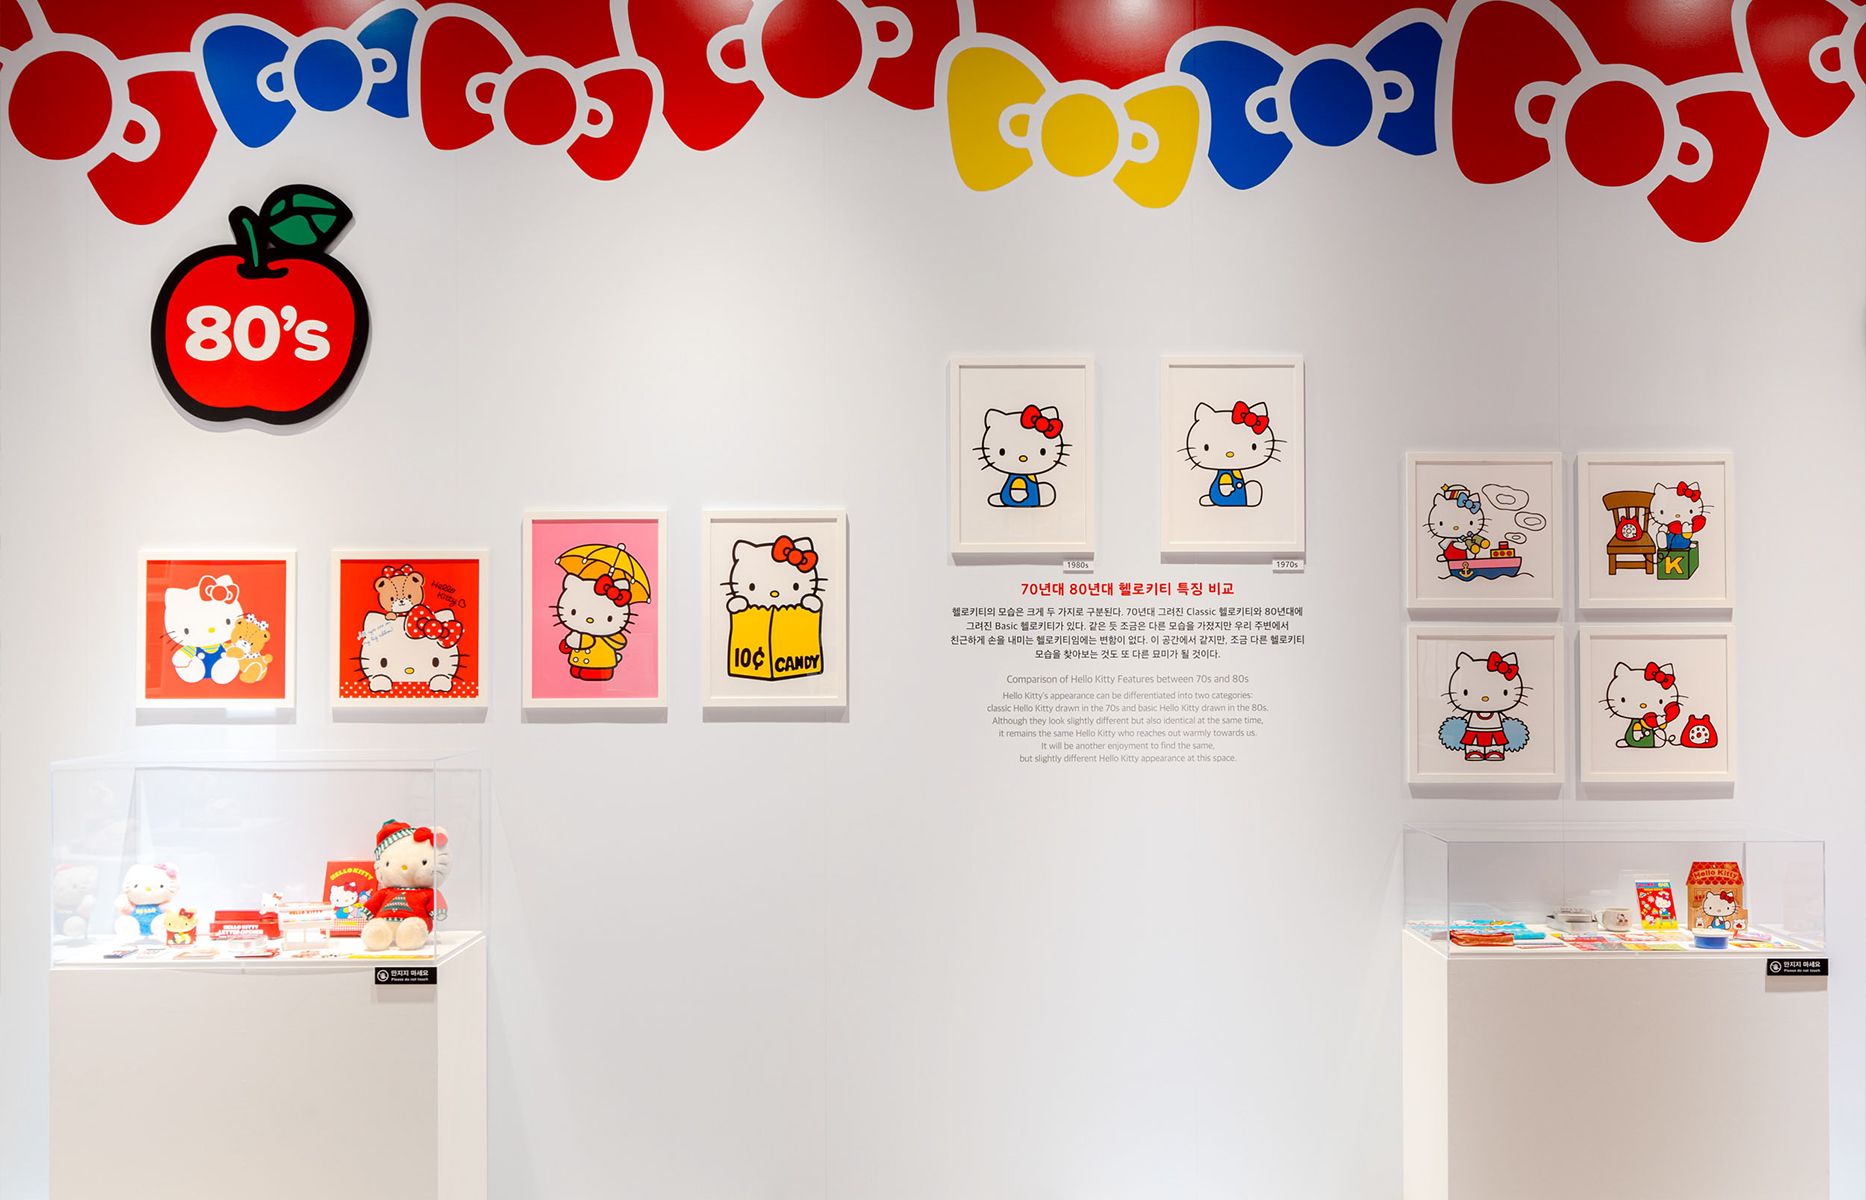 80's
Hello
Kitty
10¢
CANDY
1980s
1970s
70년대 80년대 헬로키티 특징 비교
헬로키티의 모습은 크게 두 가지로 구분된다. 70년대 그려진 Classic 헬로키티와 80년대에
그려진 Basic 헬로키티가 있다. 같은 듯 조금은 다른 모습을 가졌지만 우리 주변에서
친근하게 손을 내미는 헬로키티임에는 변함이 없다. 이 공간에서 같지만, 조금 다른 헬로키티
모습을 찾아보는 것도 또 다른 묘미가 될 것이다.
Comparison of Hello Kitty Features between 70s and 80s
Hello Kitty's appearance can be differentiated into two categories:
classic Hello Kitty drawn in the 70s and basic Hello Kitty drawn in the 80s.
Although they look slightly different but also identical at the same time,
it remains the same Hello Kitty who reaches out warmly towards us.
It will be another enjoyment to find the same,
but slightly different Hello Kitty appearance at this space.
K
HELLO KITTY
HELLO KITTY
HELLO KITTY
LETTER OPENER
만지지 마세요
Please do not touch
Hello Kitty
만지지 마세요
Please do not touch